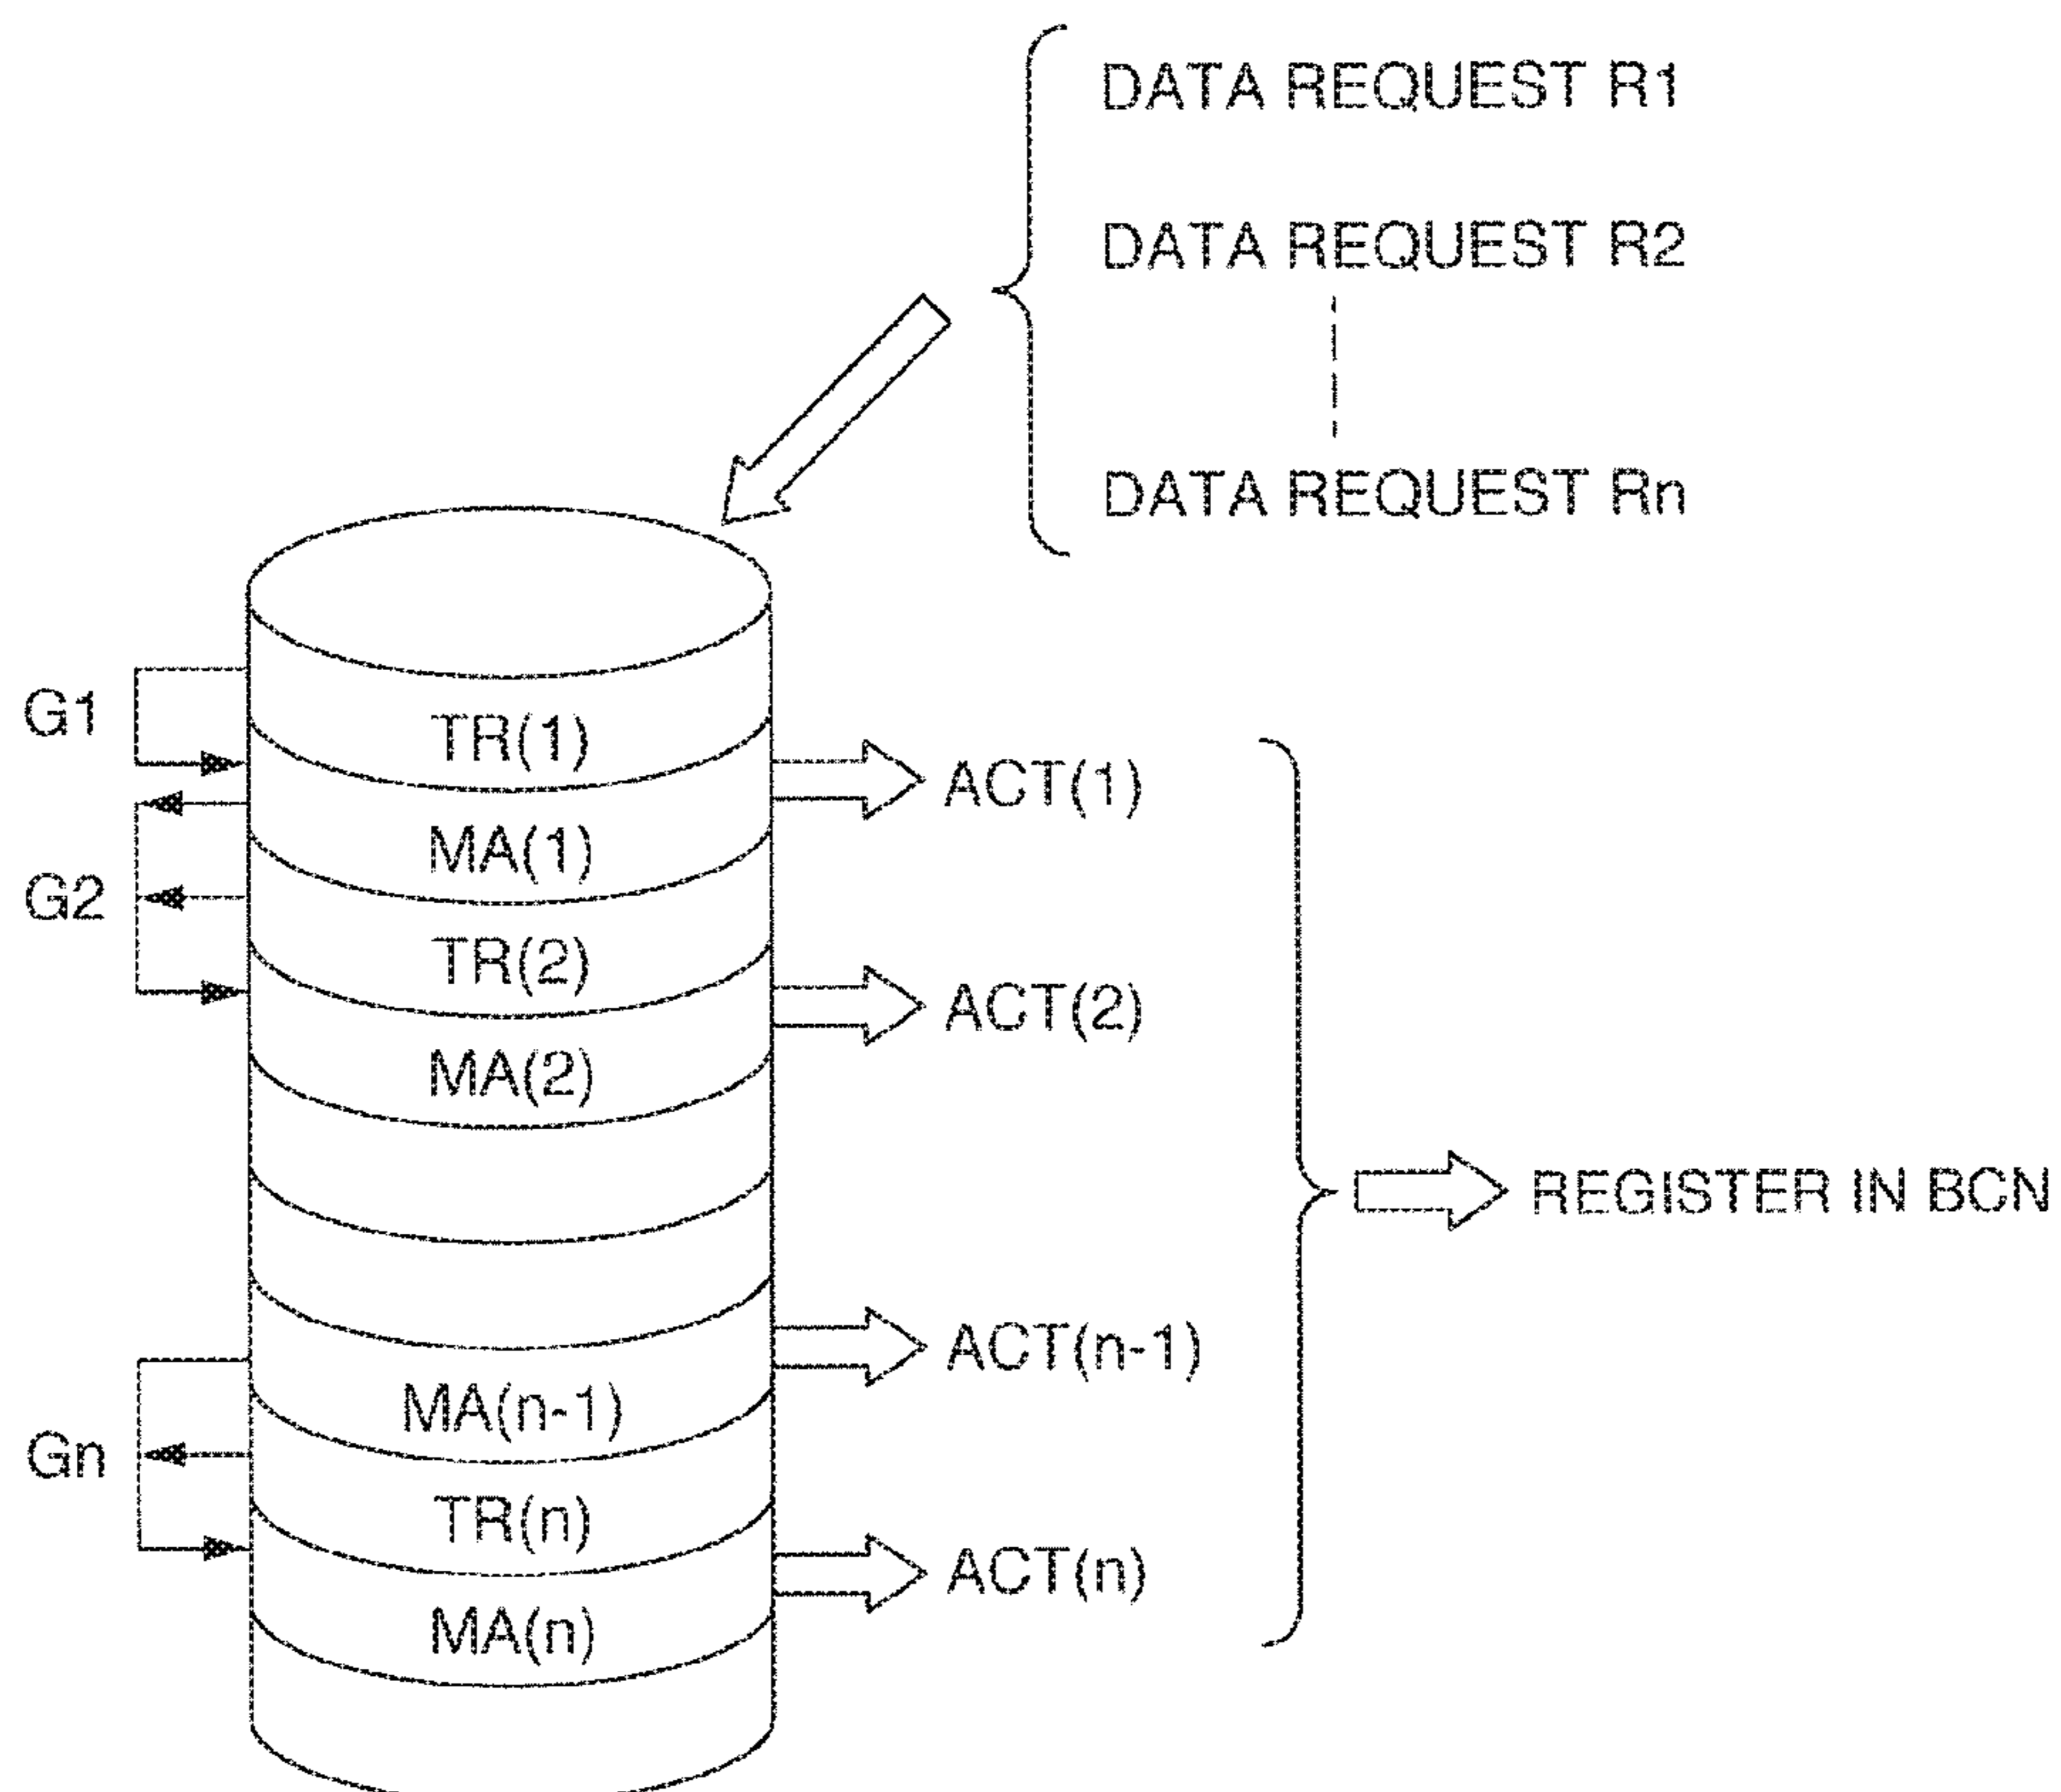 DATA REQUEST R1
DATA REQUEST R2
DATA REQUEST Rn
G1
TR(1)
ACT(1)
MA(1)
G2
TR(2)
ACT(2)
MA(2)
REGISTER IN BCN
ACT(n-1)
MA(n-1)
Gn
TR(n)
ACT(n)
MA(n)